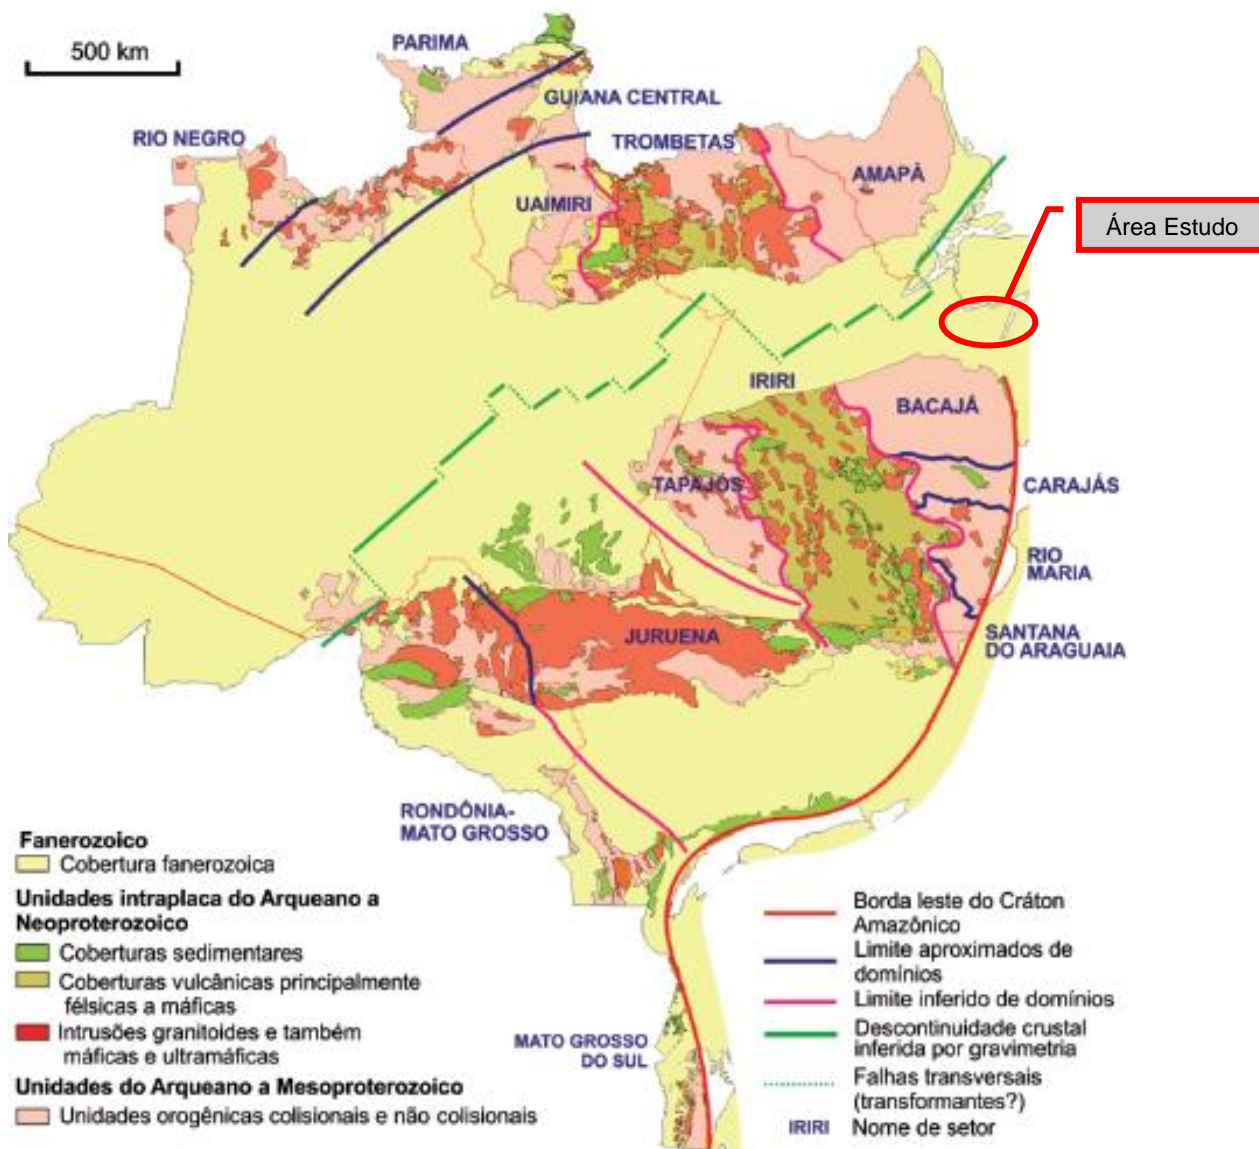 500 km
PARIMA
GUIANA CENTRAL
RIO NEGRO
TROMBETAS
AMAPÁ
UAIMIRI
Área Estudo
IRIRI
BACAJÁ
TAPAJÓS
CARAJÁS
RIO
MARIA
JURUENA
SANTANA
DO ARAGUAIA
RONDÔNIA-
MATO GROSSO
MATO GROSSO
DO SUL
Fanerozoico
Cobertura fanerozoica
Unidades intraplaca do Arqueano a
Neoproterozoico
Coberturas sedimentares
Coberturas vulcânicas principalmente
félsicas a máficas
Intrusões granitoides e também
máficas e ultramáficas
Unidades do Arqueano a Mesoproterozoico
Unidades orogênicas colisionais e não colisionais
Borda leste do Cráton
Amazônico
Limite aproximados de
domínios
Limite inferido de domínios
Descontinuidade crustal
inferida por gravimetria
Falhas transversais
(transformantes?)
IRIRI Nome de setor